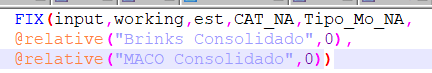 FIX(input,working,est,CAT_NA,Tipo_Mo_NA,
@relative("Brinks Consolidado",0),
@relative("MACO Consolidado",0))